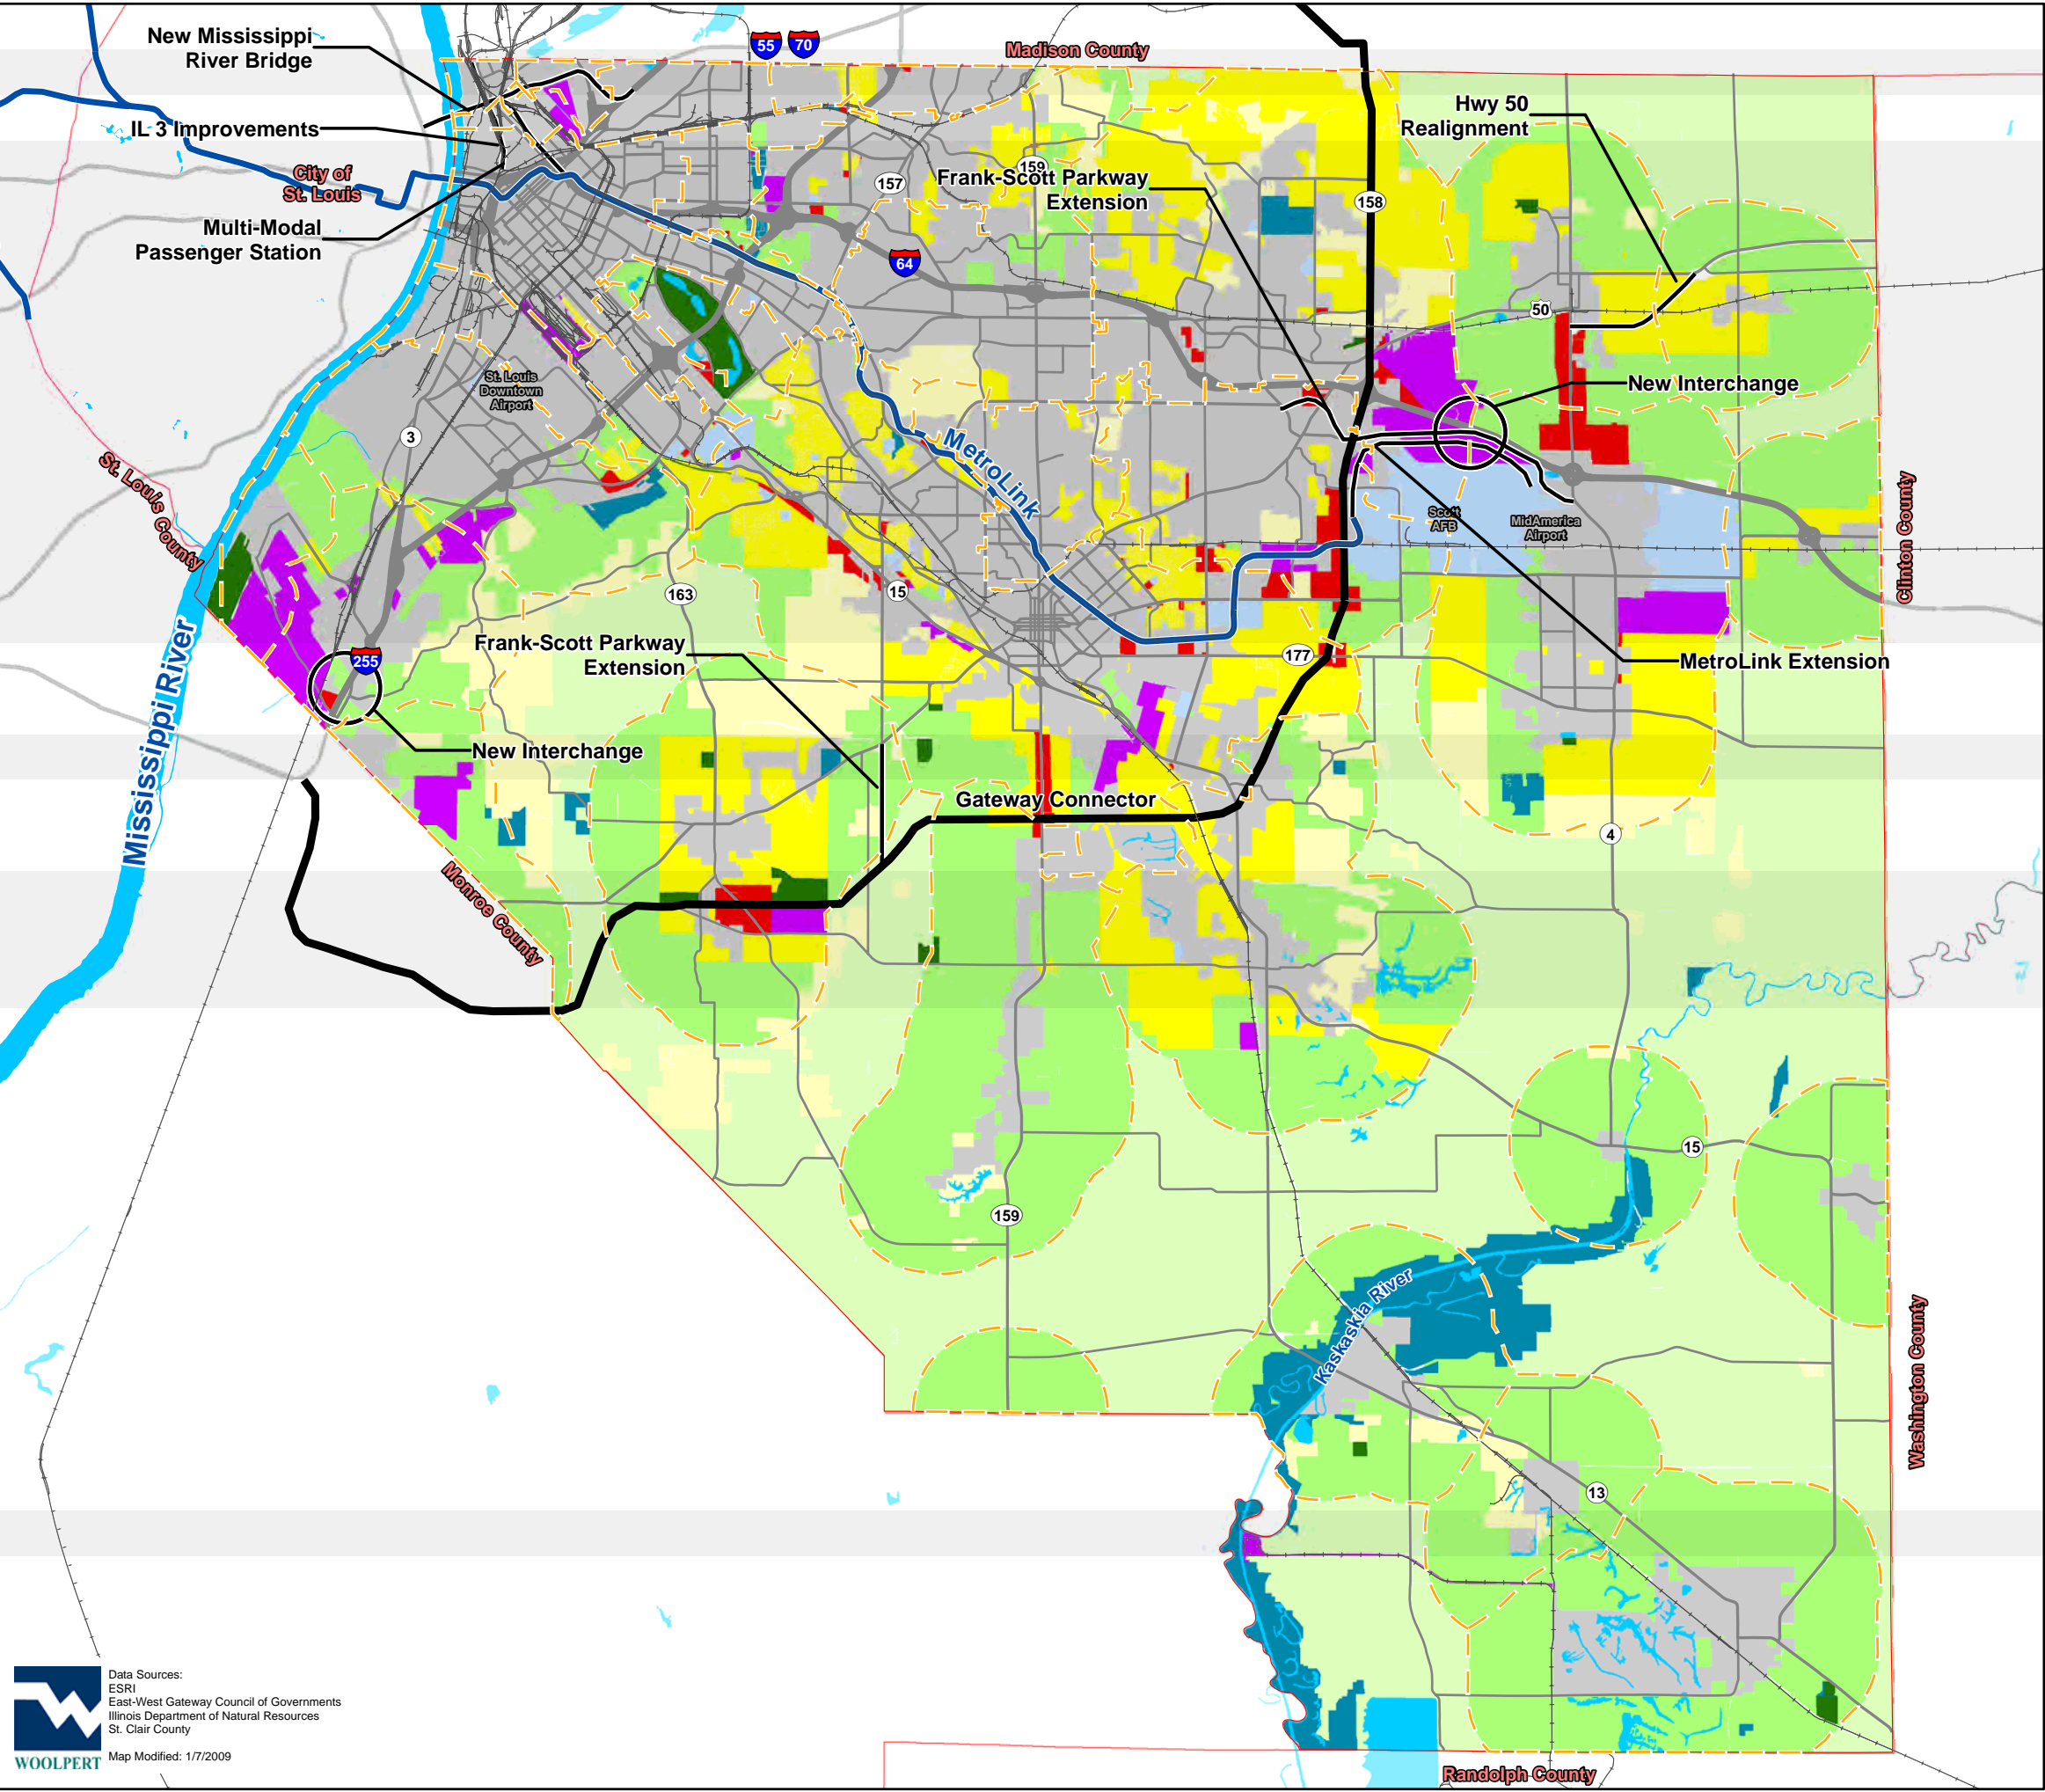 New Mississippi
River Bridge
55
70
Madison County
Hwy 50
Realignment
IL 3 Improvements
City of
St. Louis
159
157
Frank-Scott Parkway
Extension
158
Multi-Modal
Passenger Station
64
50
St. Louis
Downtown
Airport
New Interchange
3
MetroLink
St. Louis County
Scott
AFB
MidAmerica
Airport
Clinton County
163
15
Frank-Scott Parkway
Extension
255
177
MetroLink Extension
Mississippi River
New Interchange
Gateway Connector
4
Monroe County
15
159
Kaskaskia River
Washington County
13
Data Sources:
ESRI
East-West Gateway Council of Governments
Illinois Department of Natural Resources
St. Clair County
Map Modified: 1/7/2009
WOOLPERT
Randolph County